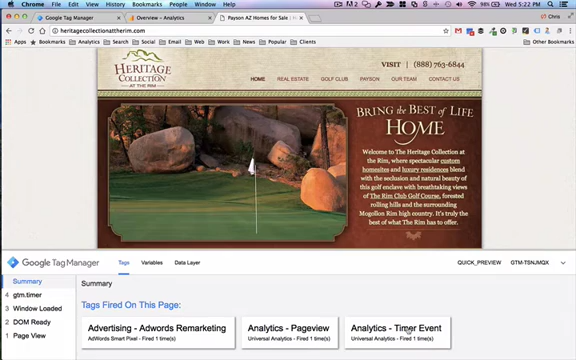 Chrome File Edit View History Bookmarks People Window Help
98% Wed 5:22 PM
Google Tag Manager
Overview – Analytics
Payson AZ Homes for Sale |
Chris
heritagecollectionattherim.com
Apps Bookmarks Analytics Search Social Email Web Work Personal Popular Clients
Other Bookmarks
HERITAGE
COLLECTION
AT THE RIM
VISIT | (888) 763-6844
HOME REAL ESTATE GOLF CLUB PAYSON OUR TEAM CONTACT US
BRING the BEST of LIFE
HOME
Welcome to The Heritage Collection at
the Rim, where spectacular custom
homesites and luxury residences blend
with the seclusion and natural beauty of
this golf enclave with breathtaking views
of The Rim Club Golf Course, forested
rolling hills and the surrounding
Mogollon Rim high country. It's truly the
best of what The Rim has to offer.
Google Tag Manager
Tags Variables Data Layer
QUICK_PREVIEW GTM-TSNJMQX
Summary
4 gtm.timer
3 Window Loaded
2 DOM Ready
1 Page View
Summary
Tags Fired On This Page:
Advertising - Adwords Remarketing
AdWords Smart Pixel - Fired 1 time(s)
Analytics - Pageview
Universal Analytics - Fired 1 time(s)
Analytics - Timer Event
Universal Analytics - Fired 1 time(s)